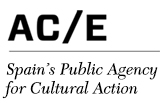 AC/E
Spain's Public Agency
for Cultural Action